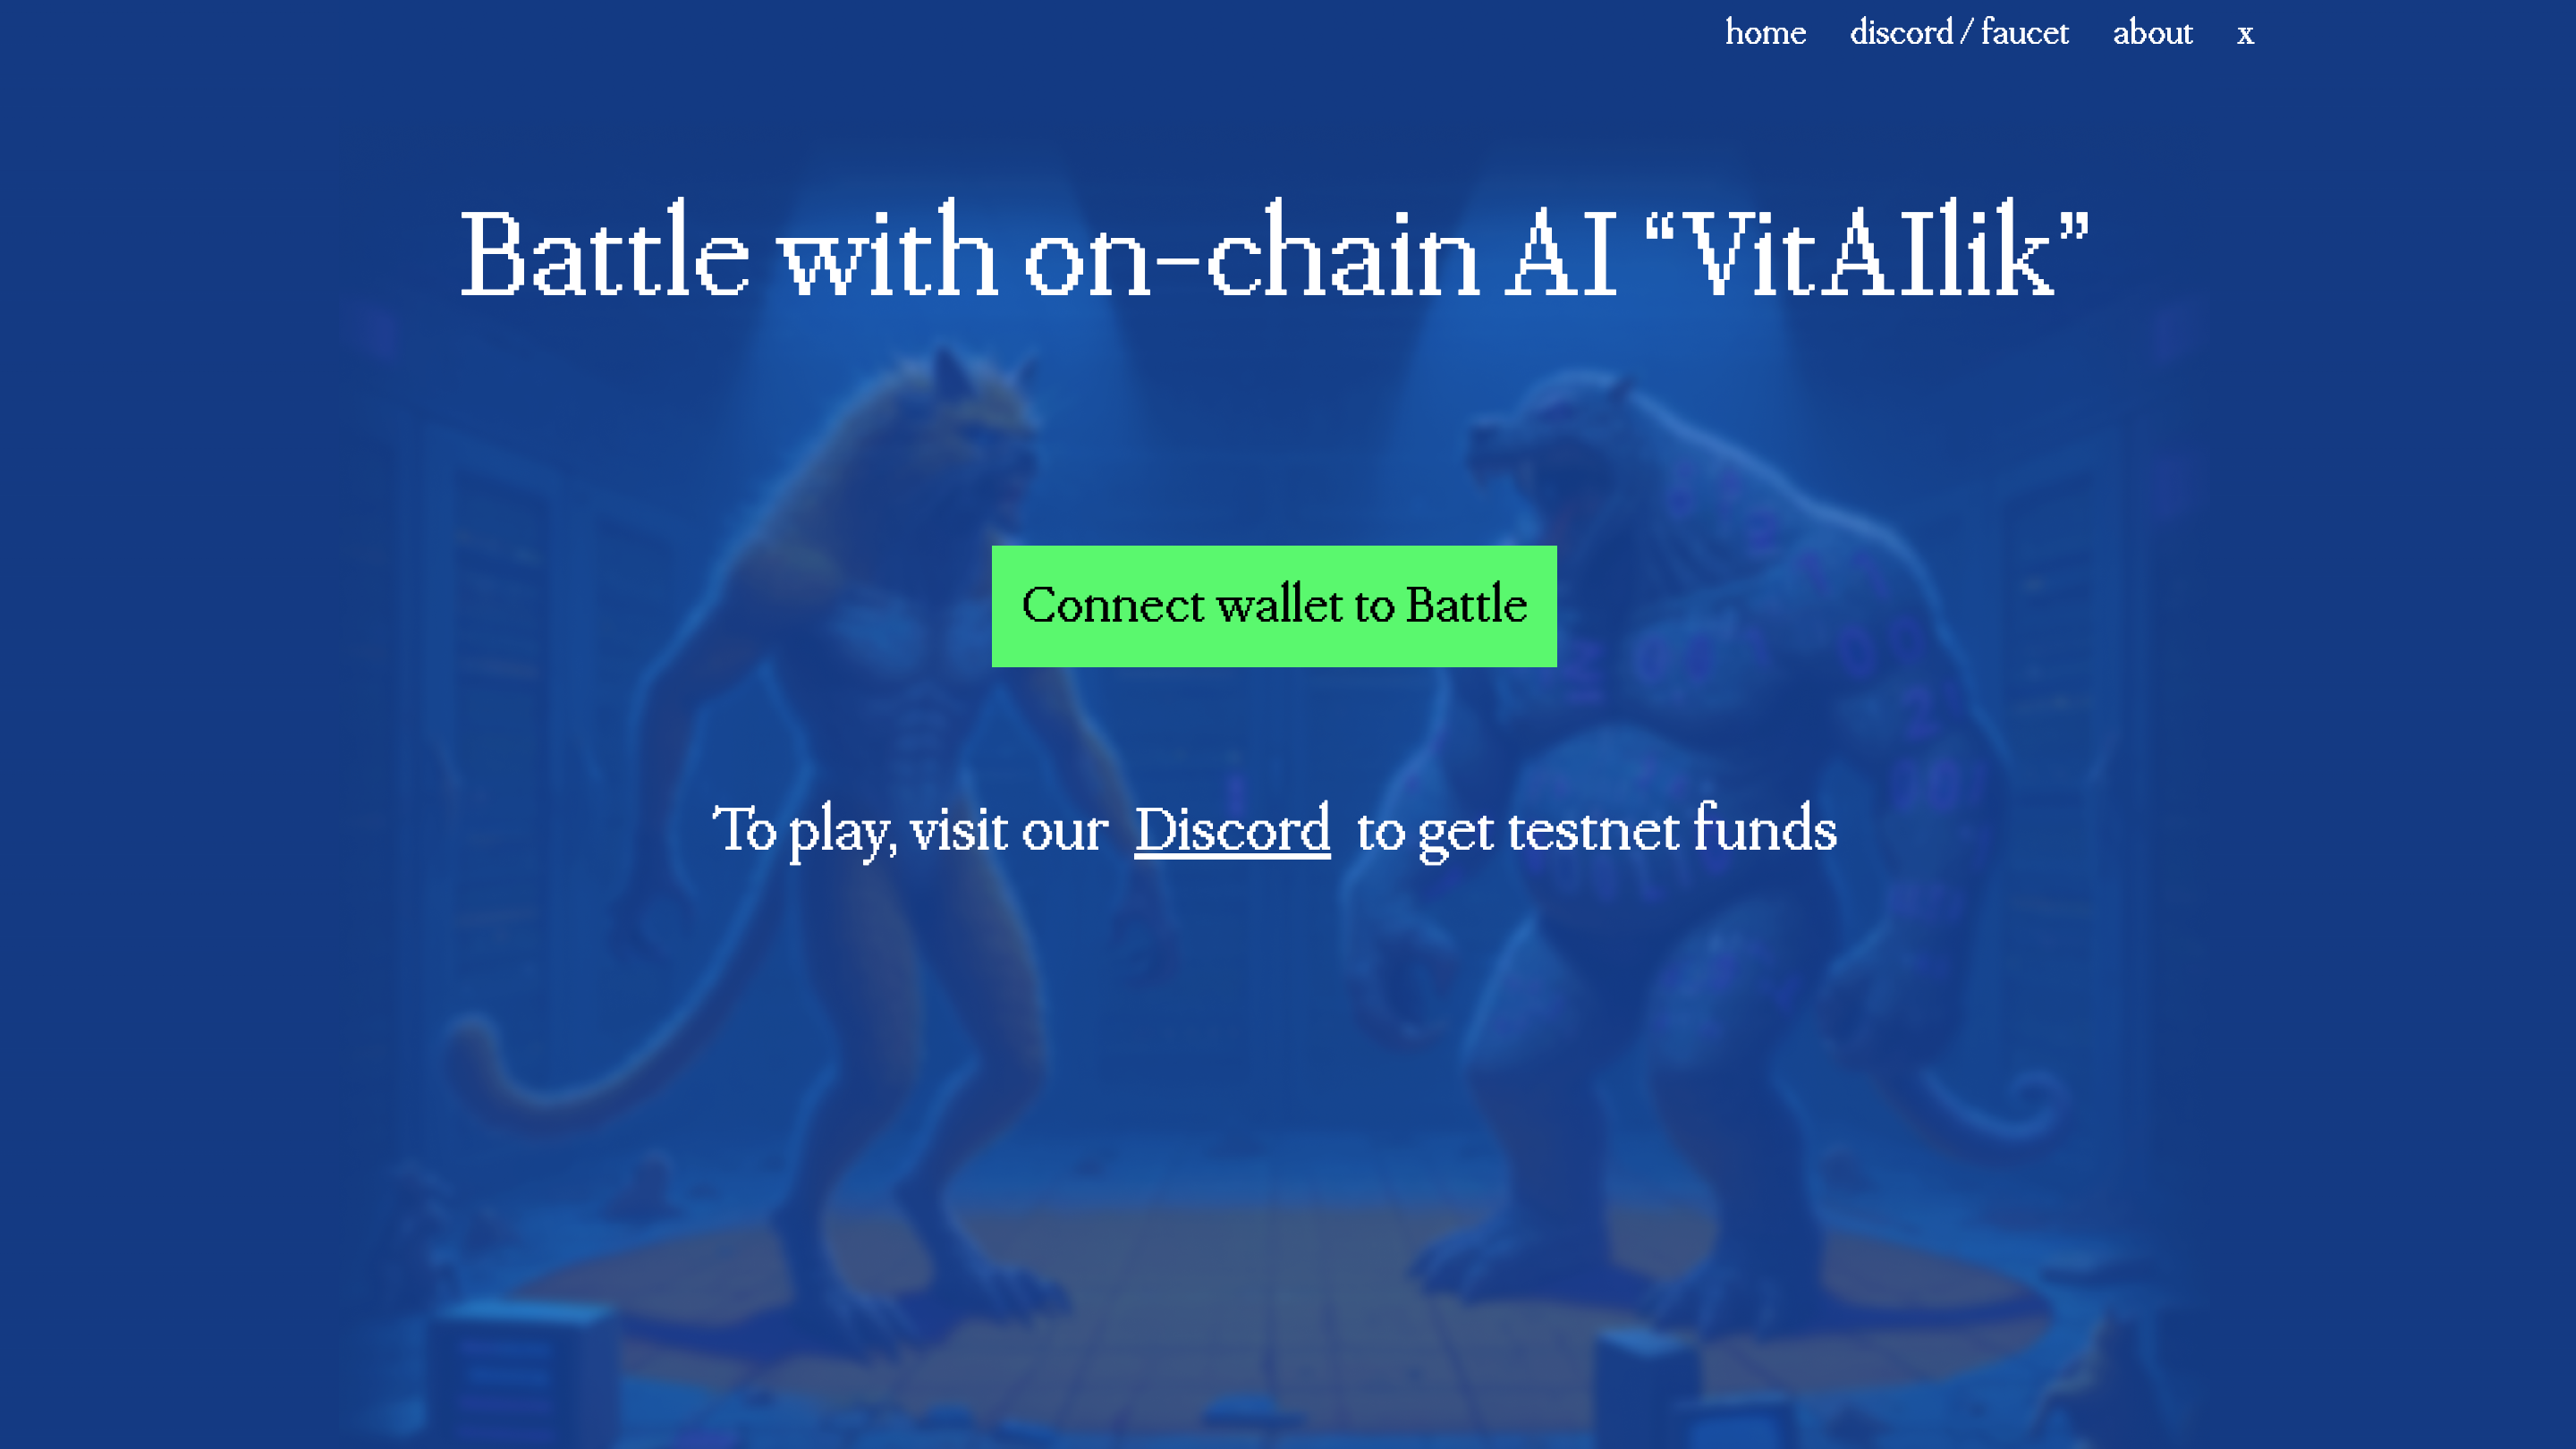 home discord / faucet about x
Battle with on-chain AI “VitAIlik”
Connect wallet to Battle
To play, visit our Discord to get testnet funds